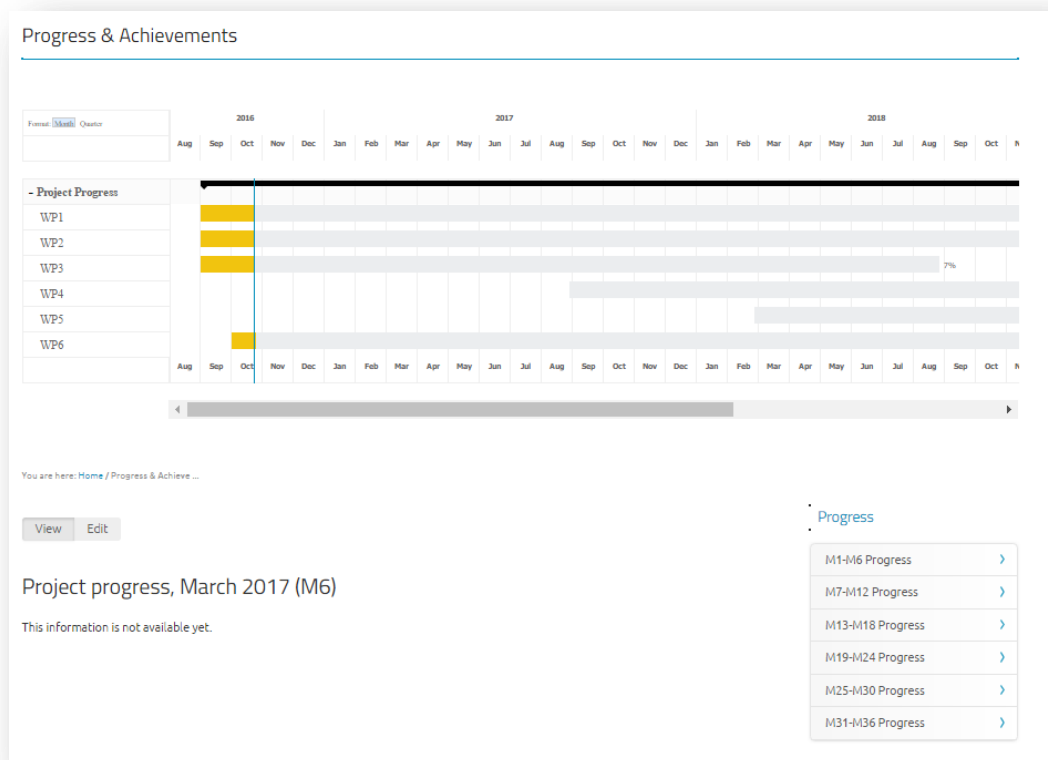 Progress & Achievements
Format: Month Quarter
2016 2017 2018
Aug Sep Oct Nov Dec Jan Feb Mar Apr May Jun Jul Aug Sep Oct Nov Dec Jan Feb Mar Apr May Jun Jul Aug Sep Oct N
- Project Progress
WP1
WP2
WP3 7%
WP4
WP5
WP6
Aug Sep Oct Nov Dec Jan Feb Mar Apr May Jun Jul Aug Sep Oct Nov Dec Jan Feb Mar Apr May Jun Jul Aug Sep Oct N
You are here: Home / Progress & Achieve ...
View Edit
Project progress, March 2017 (M6)
This information is not available yet.
Progress
M1-M6 Progress
M7-M12 Progress
M13-M18 Progress
M19-M24 Progress
M25-M30 Progress
M31-M36 Progress